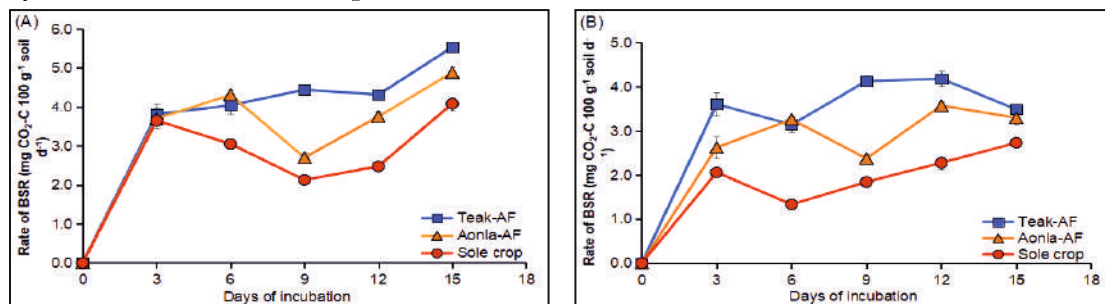 (A)
6.0
5.0
4.0
3.0
2.0
1.0
0.0
0
3
6
9
12
15
18
Rate of BSR (mg CO₂-C 100 g⁻¹ soil
d⁻¹)
Days of incubation
Teak-AF
Aonla-AF
Sole crop
(B)
5.0
4.0
3.0
2.0
1.0
0.0
0
3
6
9
12
15
18
Rate of BSR (mg CO₂-C 100 g⁻¹ soil d⁻
¹)
Days of incubation
Teak-AF
Aonla-AF
Sole crop